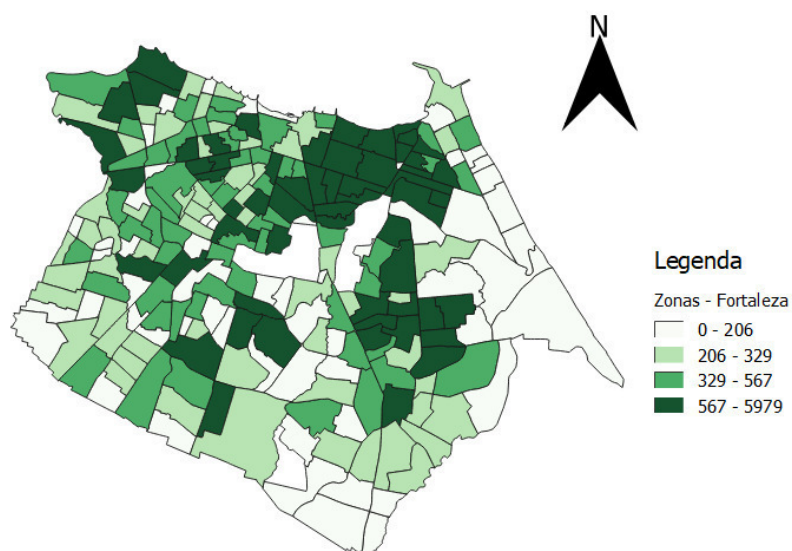 N
Legenda
Zonas - Fortaleza
0 - 206
206 - 329
329 - 567
567 - 5979